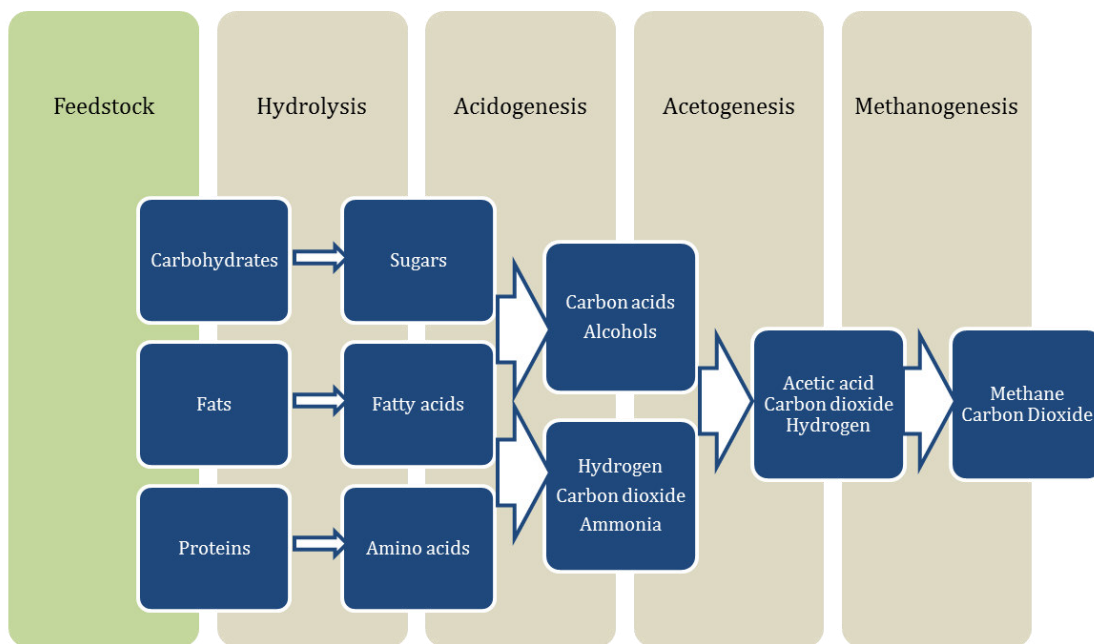 Feedstock
Hydrolysis
Acidogenesis
Acetogenesis
Methanogenesis
Carbohydrates
Sugars
Carbon acids
Alcohols
Fats
Fatty acids
Acetic acid
Carbon dioxide
Hydrogen
Methane
Carbon Dioxide
Hydrogen
Carbon dioxide
Ammonia
Proteins
Amino acids